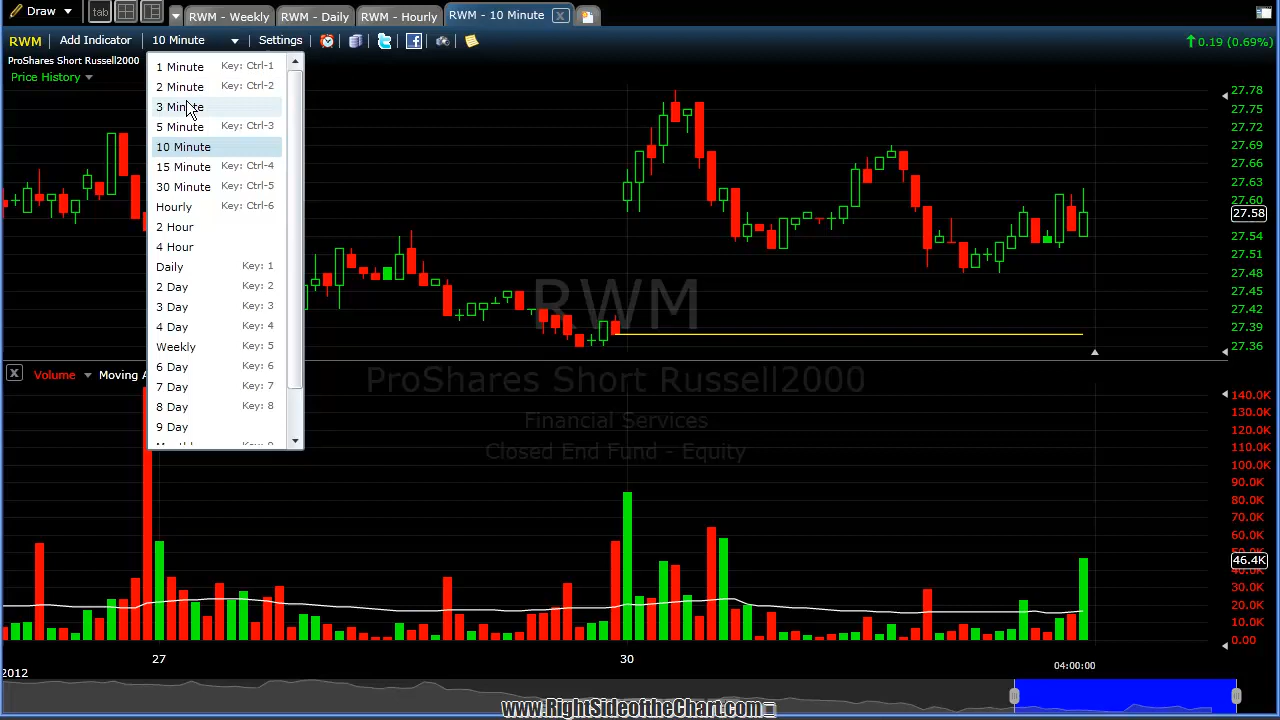 Draw
tab
RWM - Weekly
RWM - Daily
RWM - Hourly
RWM - 10 Minute
RWM
Add Indicator
10 Minute
Settings
0.19 (0.69%)
ProShares Short Russell2000
Price History
1 Minute Key: Ctrl-1
2 Minute Key: Ctrl-2
3 Minute
5 Minute Key: Ctrl-3
10 Minute
15 Minute Key: Ctrl-4
30 Minute Key: Ctrl-5
Hourly Key: Ctrl-6
2 Hour
4 Hour
Daily Key: 1
2 Day Key: 2
3 Day Key: 3
4 Day Key: 4
Weekly Key: 5
6 Day Key: 6
7 Day Key: 7
8 Day Key: 8
9 Day
27.78
27.75
27.72
27.69
27.66
27.63
27.60
27.58
27.54
27.51
27.48
27.45
27.42
27.39
27.36
RWM
ProShares Short Russell2000
Financial Services
Closed End Fund - Equity
X Volume Moving A
140.0K
130.0K
120.0K
110.0K
100.0K
90.0K
80.0K
70.0K
60.0K
50.0K
46.4K
40.0K
30.0K
20.0K
10.0K
0.00
27
30
2012
04:00:00
www.RightSideoftheChart.com